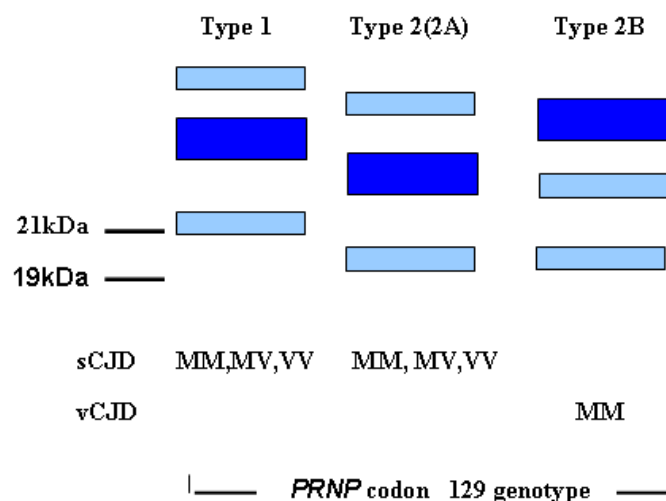 Type 1 Type 2(2A) Type 2B
21kDa
19kDa
sCJD MM,MV,VV MM, MV,VV
vCJD MM
PRNP codon 129 genotype